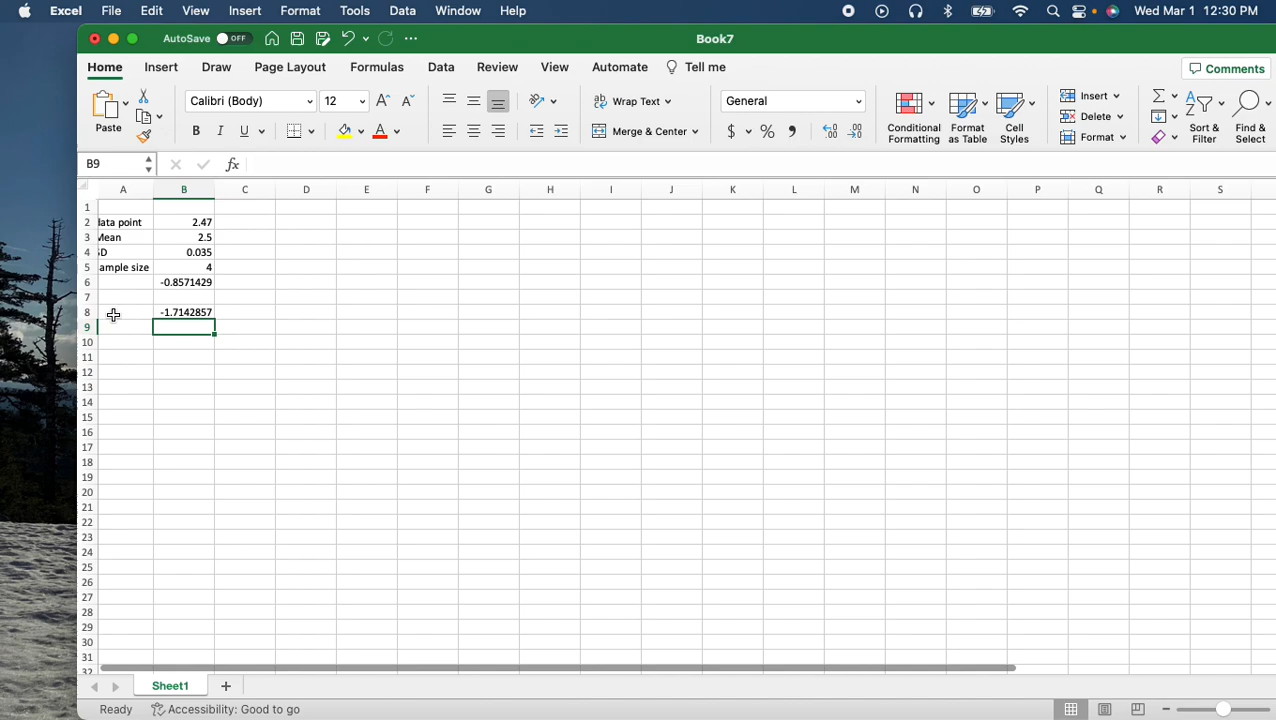 Excel File Edit View Insert Format Tools Data Window Help Wed Mar 1 12:30 PM
AutoSave OFF Book7
Home Insert Draw Page Layout Formulas Data Review View Automate Tell me Comments
Calibri (Body) 12 A A Wrap Text General Insert
Paste Conditional Formatting Format as Table Cell Styles Delete Sort & Filter Find & Select
B I U A Merge & Center $ % Format
B9 fx
A B C D E F G H I J K L M N O P Q R S
1
2 data point 2.47
3 Mean 2.5
4 SD 0.035
5 ample size 4
6 -0.8571429
7
8 -1.7142857
9
10
11
12
13
14
15
16
17
18
19
20
21
22
23
24
25
26
27
28
29
30
31
32
Sheet1 +
Ready Accessibility: Good to go